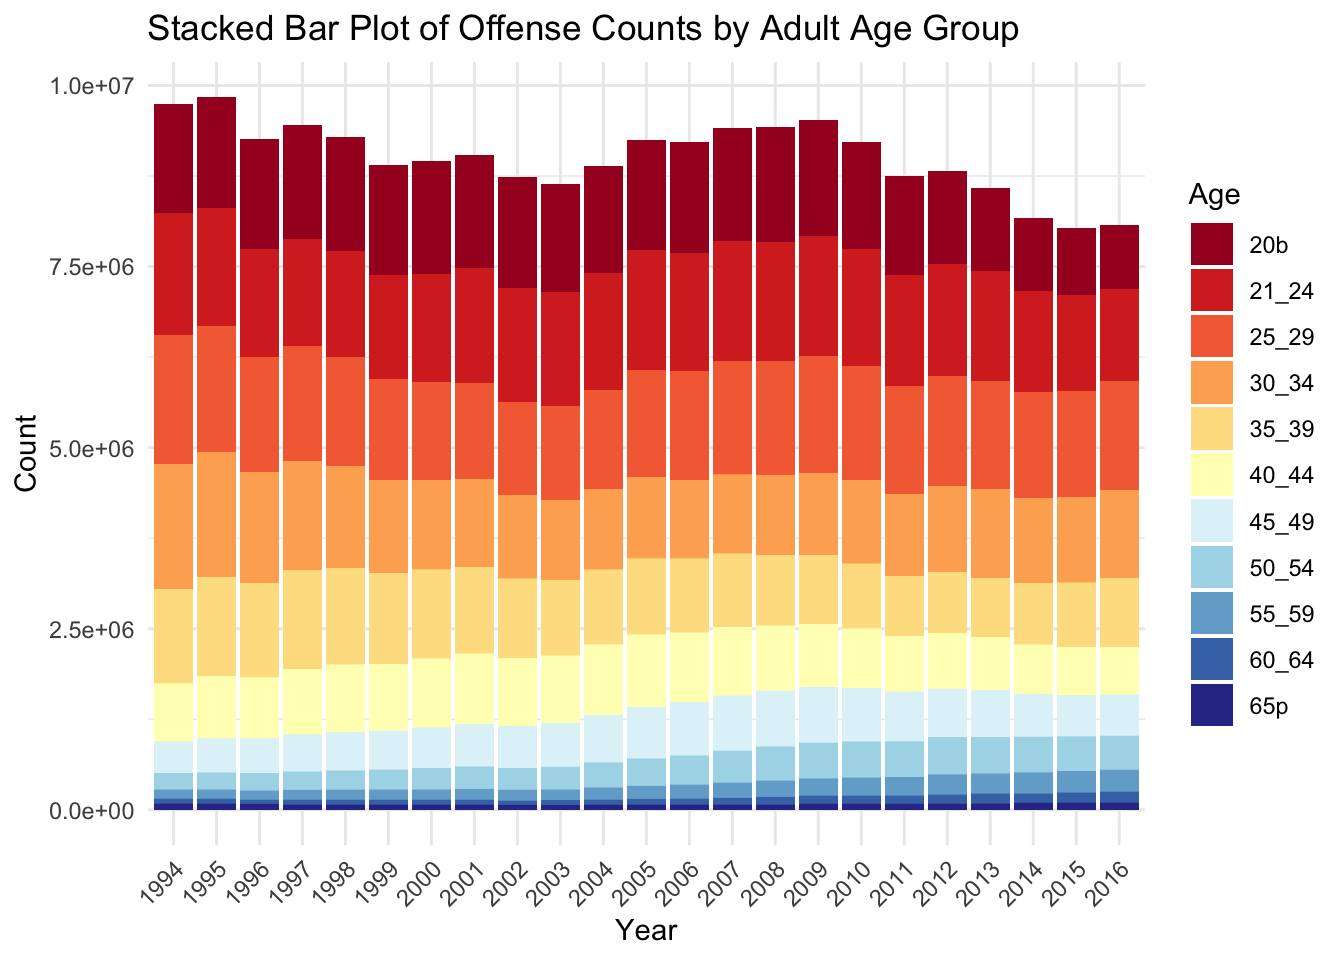 Stacked Bar Plot of Offense Counts by Adult Age Group
1.0e+07
7.5e+06
5.0e+06
2.5e+06
0.0e+00
Count
1994
1995
1996
1997
1998
1999
2000
2001
2002
2003
2004
2005
2006
2007
2008
2009
2010
2011
2012
2013
2014
2015
2016
Year
Age
20b
21_24
25_29
30_34
35_39
40_44
45_49
50_54
55_59
60_64
65p